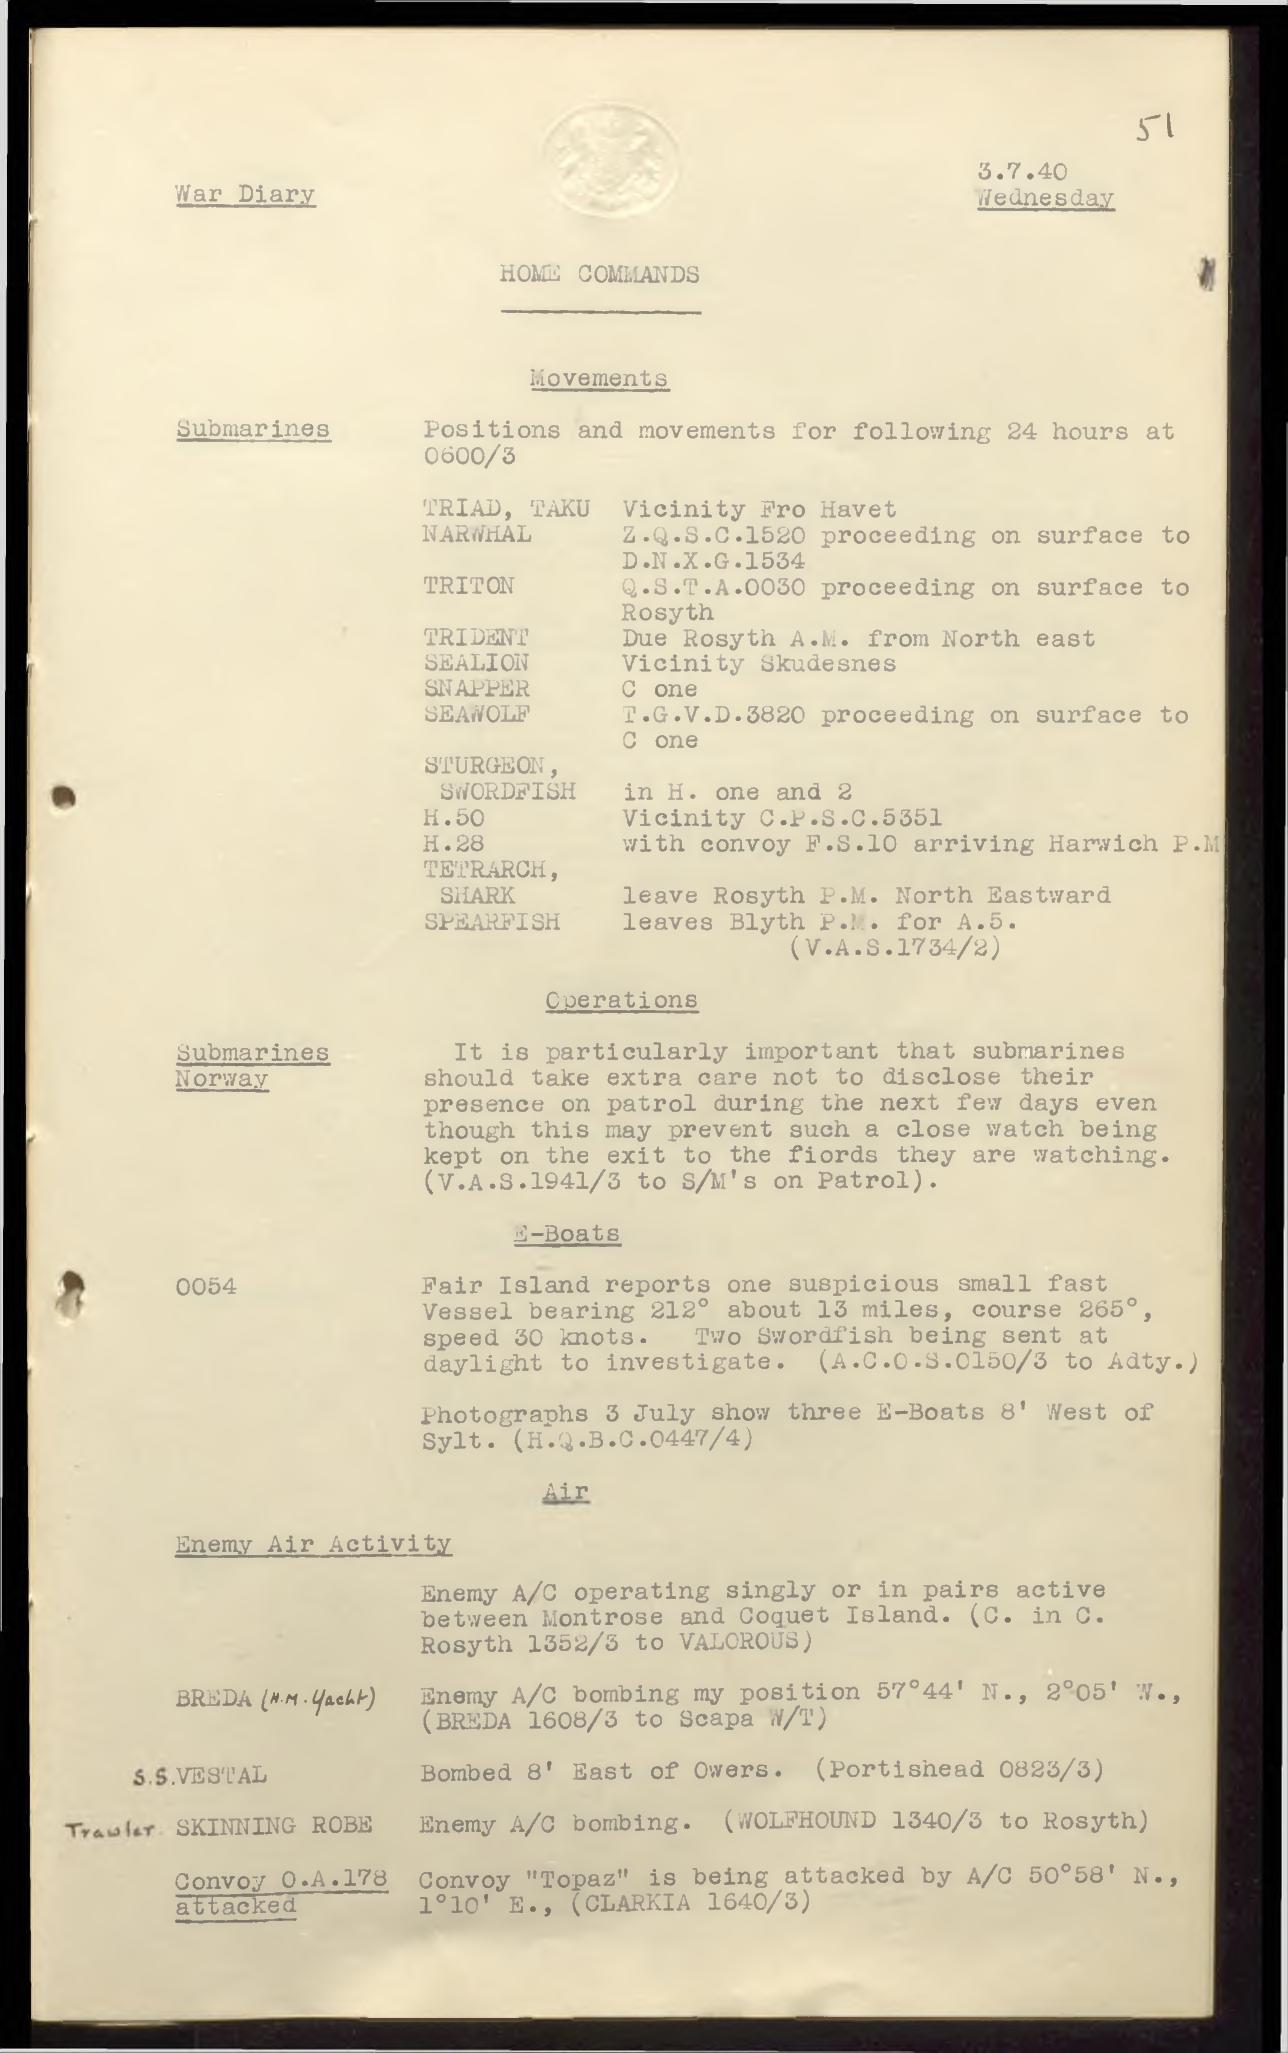 51
3.7.40
War Diary
Wednesday
HOME COMMANDS
Movements
Submarines Positions and movements for following 24 hours at
0600/3
TRIAD, TAKU Vicinity Fro Havet
NARWHAL Z.Q.S.C.1520 proceeding on surface to
D.N.X.G.1534
TRITON Q.S.T.A.0030 proceeding on surface to
Rosyth
TRIDENT Due Rosyth A.M. from North east
SEALION Vicinity Skudesnes
SNAPPER C one
SEAWOLF T.G.V.D.3820 proceeding on surface to
C one
STURGEON,
SWORDFISH in H. one and 2
H.50 Vicinity C.P.S.C.5351
H.28 with convoy F.S.10 arriving Harwich P.M
TETRARCH,
SHARK leave Rosyth P.M. North Eastward
SPEARFISH leaves Blyth P.M. for A.5.
(V.A.S.1734/2)
Operations
Submarines It is particularly important that submarines
Norway should take extra care not to disclose their
presence on patrol during the next few days even
though this may prevent such a close watch being
kept on the exit to the fiords they are watching.
(V.A.S.1941/3 to S/M's on Patrol).
E-Boats
0054 Fair Island reports one suspicious small fast
Vessel bearing 212° about 13 miles, course 265°,
speed 30 knots. Two Swordfish being sent at
daylight to investigate. (A.C.O.S.0150/3 to Adty.)
Photographs 3 July show three E-Boats 8' West of
Sylt. (H.Q.B.C.0447/4)
Air
Enemy Air Activity
Enemy A/C operating singly or in pairs active
between Montrose and Coquet Island. (C. in C.
Rosyth 1352/3 to VALOROUS)
BREDA (H.M. Yacht) Enemy A/C bombing my position 57°44' N., 2°05' W.,
(BREDA 1608/3 to Scapa W/T)
S.S.VESTAL Bombed 8' East of Owers. (Portishead 0823/3)
Trawler SKINNING ROBE Enemy A/C bombing. (WOLFHOUND 1340/3 to Rosyth)
Convoy O.A.178 Convoy "Topaz" is being attacked by A/C 50°58' N.,
attacked 1°10' E., (CLARKIA 1640/3)